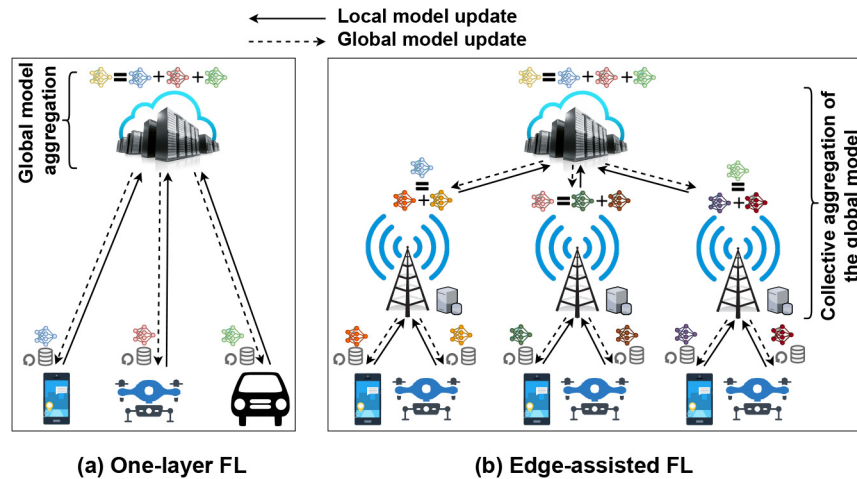 Local model update
Global model update
Global model
aggregation
Collective aggregation of
the global model
(a) One-layer FL
(b) Edge-assisted FL